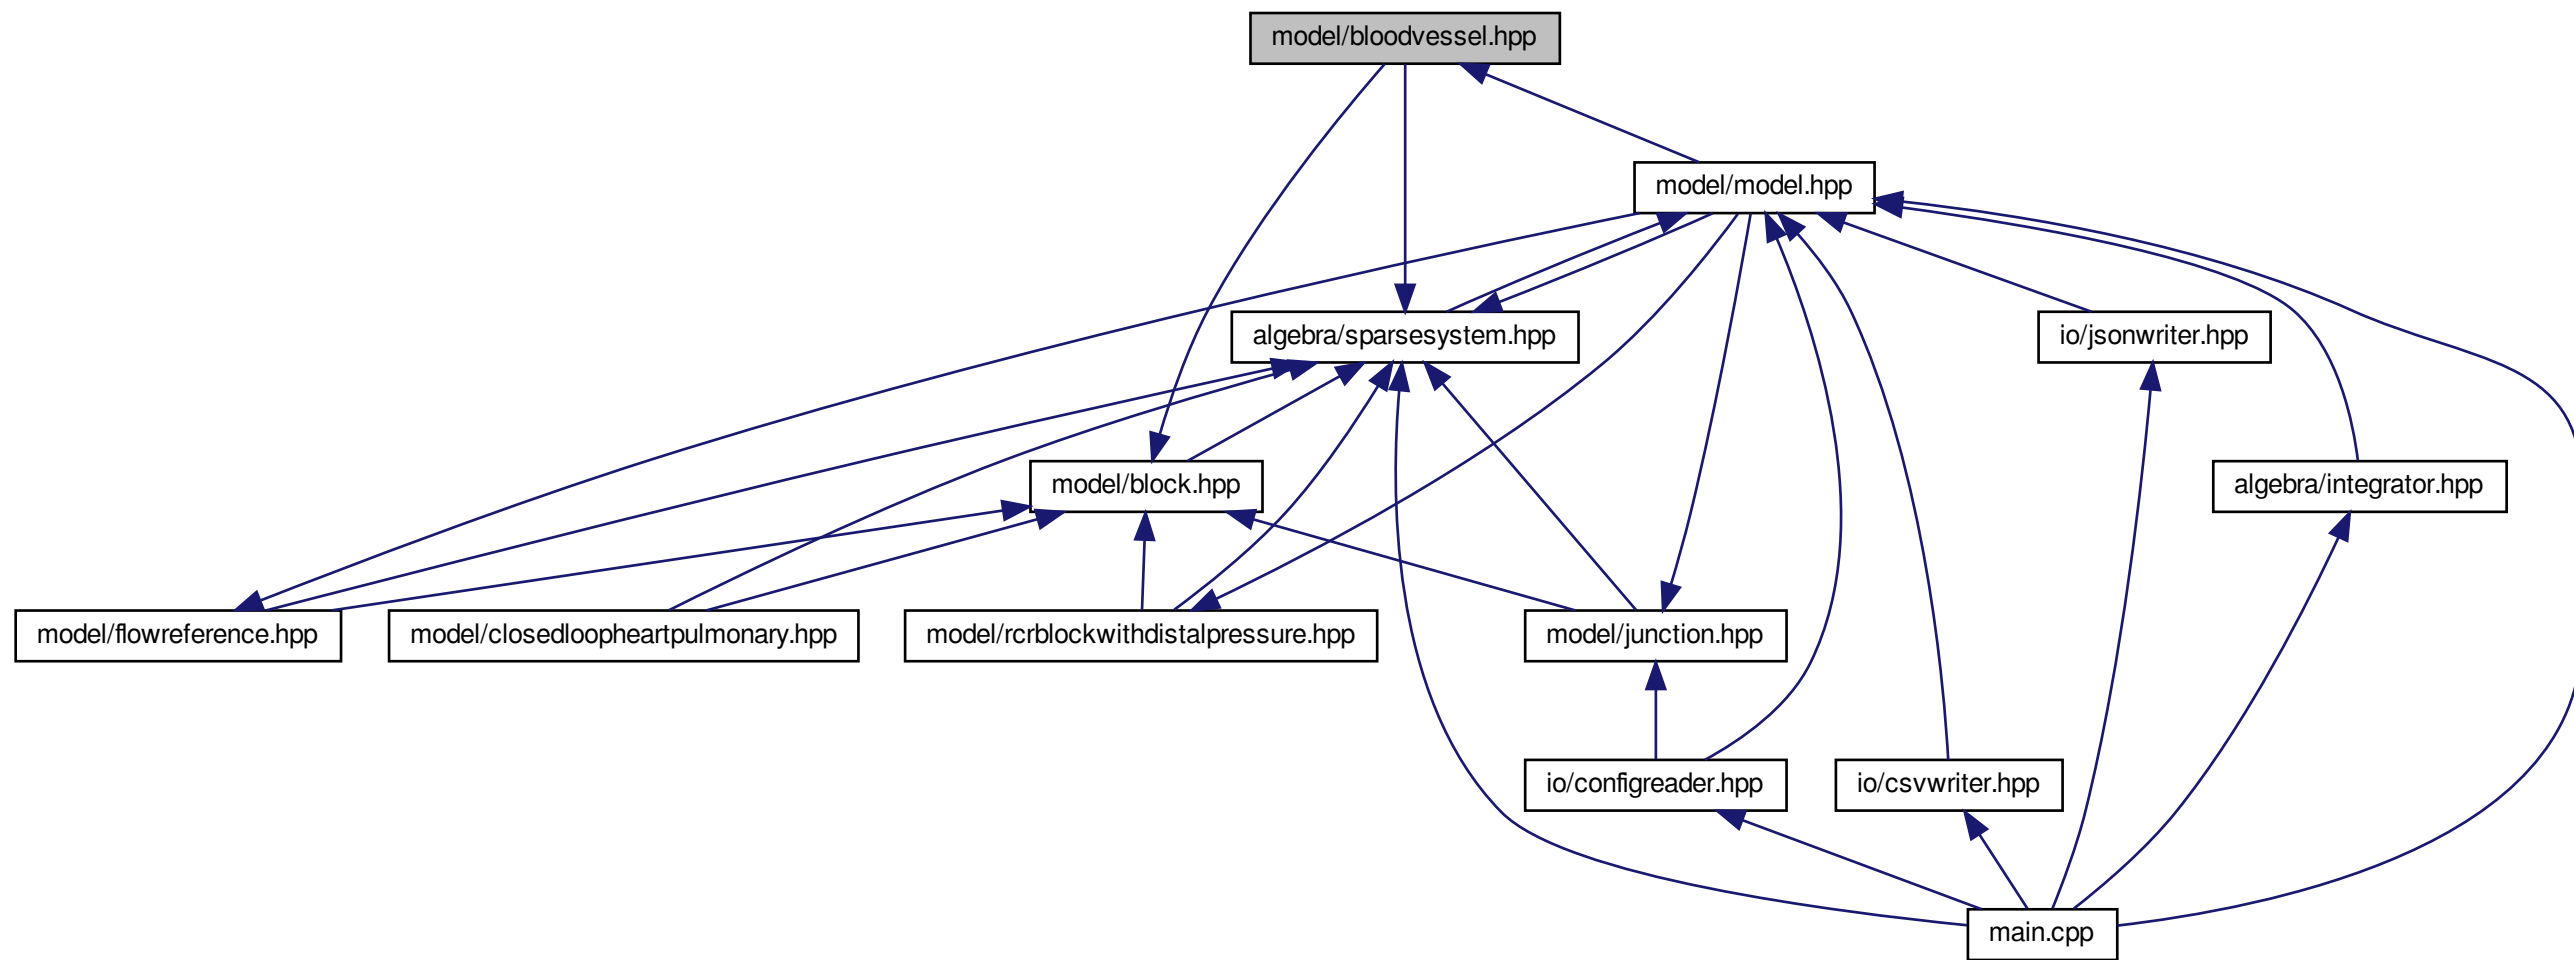 model/bloodvessel.hpp
model/model.hpp
algebra/sparsesystem.hpp
io/jsonwriter.hpp
model/block.hpp
algebra/integrator.hpp
model/flowreference.hpp
model/closedloopheartpulmonary.hpp
model/rcrblockwithdistalpressure.hpp
model/junction.hpp
io/configreader.hpp
io/csvwriter.hpp
main.cpp